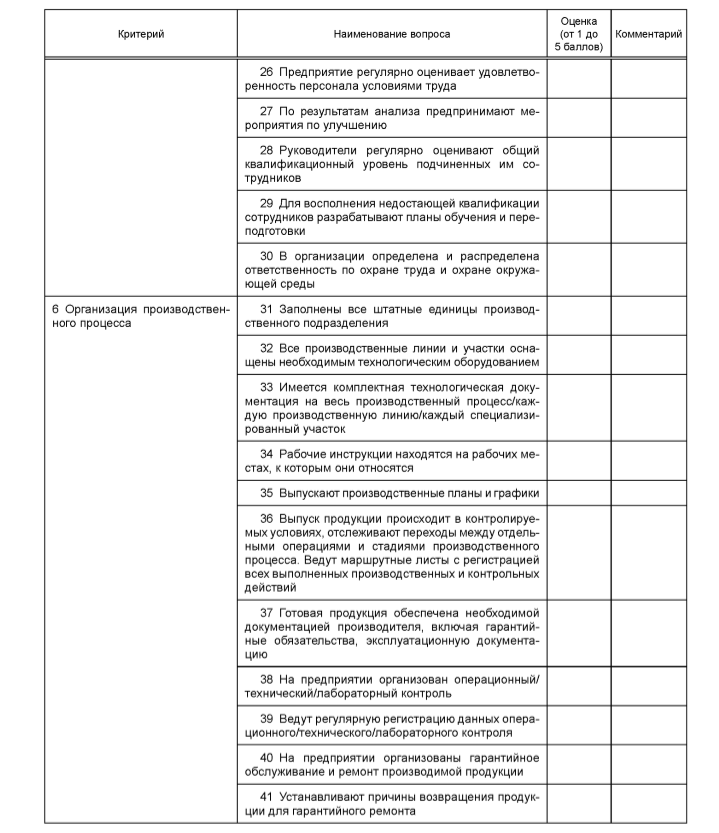 Критерий
Наименование вопроса
Оценка
(от 1 до
5 баллов)
Комментарий
26 Предприятие регулярно оценивает удовлетво-
ренность персонала условиями труда
27 По результатам анализа предпринимают ме-
роприятия по улучшению
28 Руководители регулярно оценивают общий
квалификационный уровень подчиненных им со-
трудников
29 Для восполнения недостающей квалификации
сотрудников разрабатывают планы обучения и пере-
подготовки
30 В организации определена и распределена
ответственность по охране труда и охране окружа-
ющей среды
6 Организация производствен-
ного процесса
31 Заполнены все штатные единицы производ-
ственного подразделения
32 Все производственные линии и участки осна-
щены необходимым технологическим оборудованием
33 Имеется комплектная технологическая доку-
ментация на весь производственный процесс/каж-
дую производственную линию/каждый специализи-
рованный участок
34 Рабочие инструкции находятся на рабочих ме-
стах, к которым они относятся
35 Выпускают производственные планы и графики
36 Выпуск продукции происходит в контролируе-
мых условиях, отслеживают переходы между отдель-
ными операциями и стадиями производственного
процесса. Ведут маршрутные листы с регистрацией
всех выполненных производственных и контрольных
действий
37 Готовая продукция обеспечена необходимой
документацией производителя, включая гарантий-
ные обязательства, эксплуатационную документа-
цию
38 На предприятии организован операционный/
технический/лабораторный контроль
39 Ведут регулярную регистрацию данных опера-
ционного/технического/лабораторного контроля
40 На предприятии организованы гарантийное
обслуживание и ремонт производимой продукции
41 Устанавливают причины возвращения продук-
ции для гарантийного ремонта